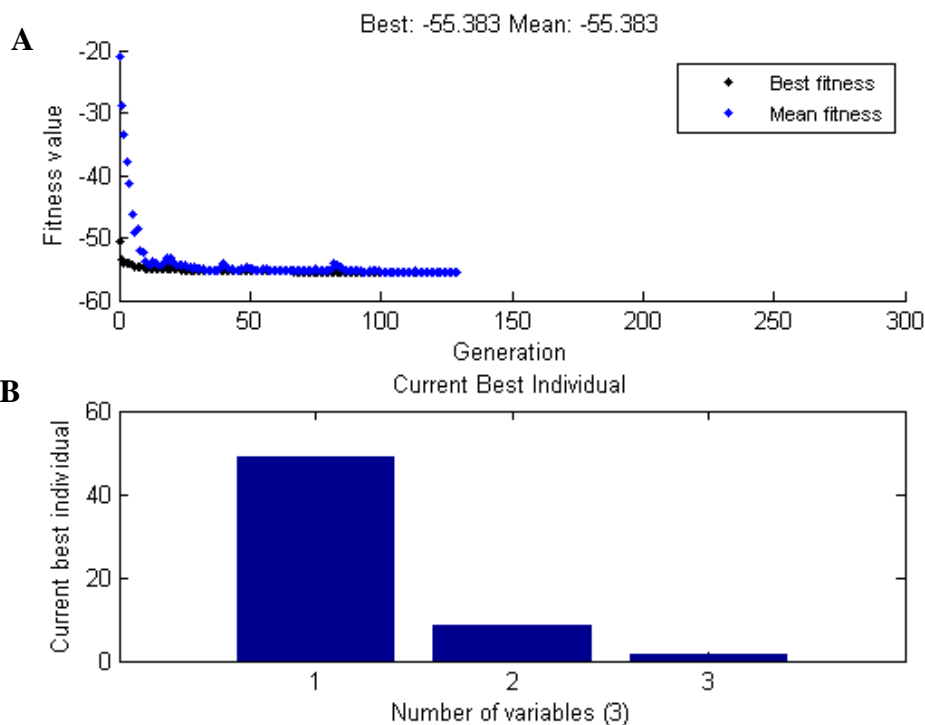 A
Best: -55.383 Mean: -55.383
Fitness value
-20
-30
-40
-50
-60
Best fitness
Mean fitness
0 50 100 150 200 250 300
Generation
B
Current Best Individual
Current best individual
60
40
20
0
1 2 3
Number of variables (3)